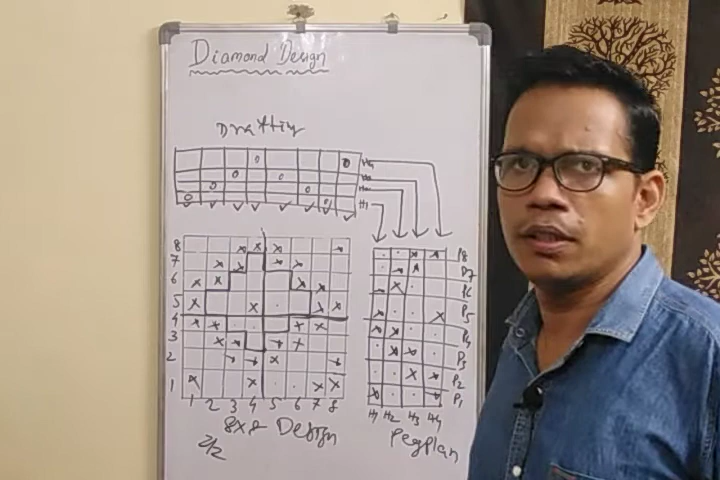 Diamond Design
Drafting
H4
H3
H2
H1
8
7
6
5
4
3
2
1
1 2 3 4 5 6 7 8
8x8 Design
2/2
P8
P7
P6
P5
P4
P3
P2
P1
H1 H2 H3 H4
Pegplan